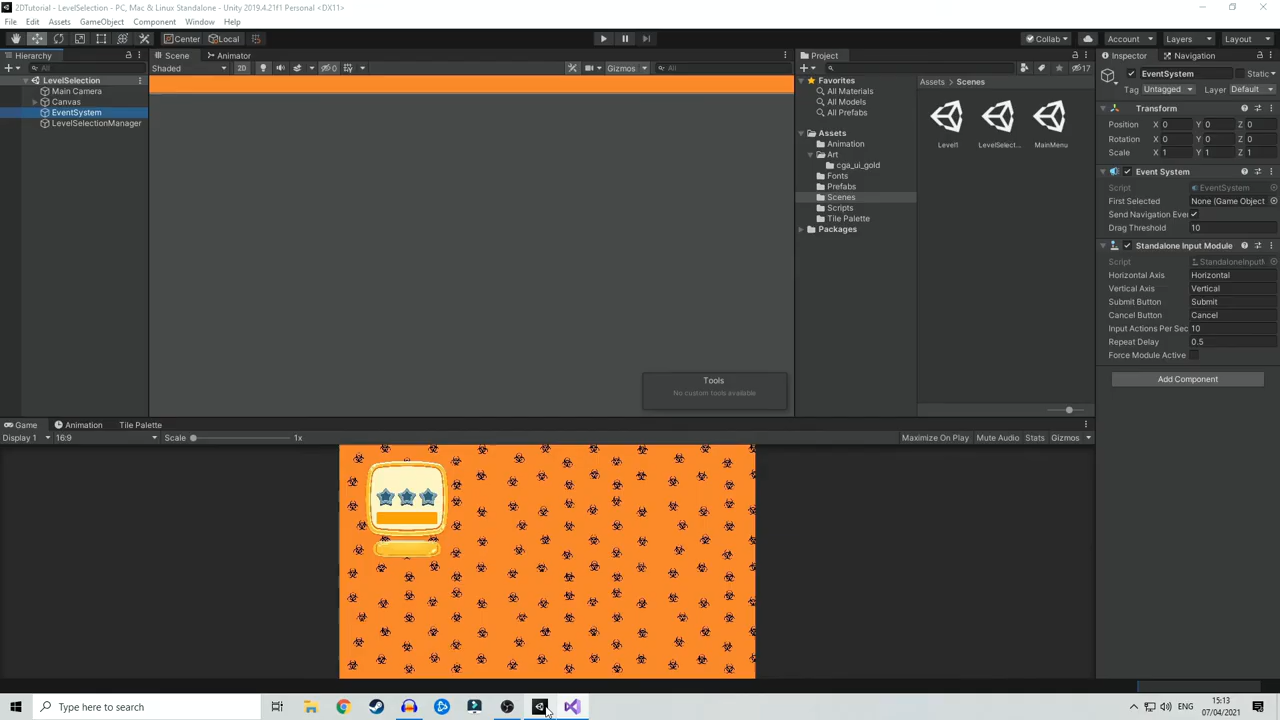 2DTutorial - LevelSelection - PC, Mac & Linux Standalone - Unity 2019.4.21f1 Personal <DX11>
File Edit Assets GameObject Component Window Help
Center Local Collab Account Layers Layout
Hierarchy Scene Animator Project Inspector Navigation
All Shaded 2D 0 Gizmos All 17
LevelSelection
Main Camera
Canvas
EventSystem
LevelSelectionManager
Tools
No custom tools available
Favorites
All Materials
All Models
All Prefabs
Assets
Animation
Art
cga_ui_gold
Fonts
Prefabs
Scenes
Scripts
Tile Palette
Packages
Assets Scenes
Level1 LevelSelect... MainMenu
EventSystem Static
Tag Untagged Layer Default
Transform
Position X 0 Y 0 Z 0
Rotation X 0 Y 0 Z 0
Scale X 1 Y 1 Z 1
Event System
Script EventSystem
First Selected None (Game Object
Send Navigation Eve
Drag Threshold 10
Standalone Input Module
Script StandaloneInputM
Horizontal Axis Horizontal
Vertical Axis Vertical
Submit Button Submit
Cancel Button Cancel
Input Actions Per Sec 10
Repeat Delay 0.5
Force Module Active
Add Component
Game Animation Tile Palette
Display 1 16:9 Scale 1x Maximize On Play Mute Audio Stats Gizmos
Type here to search
ENG
15:13
07/04/2021